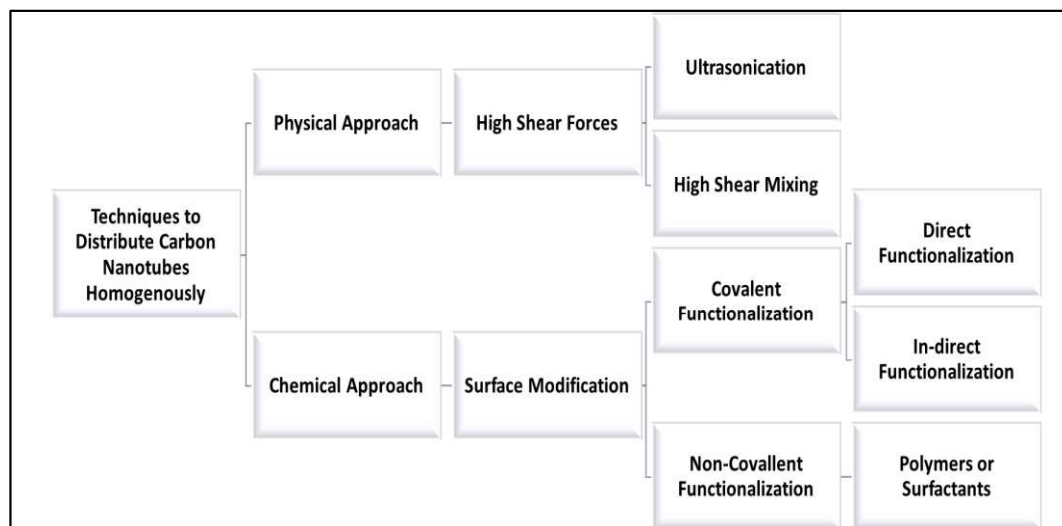 Techniques to
Distribute Carbon
Nanotubes
Homogenously
Physical Approach
High Shear Forces
Ultrasonication
High Shear Mixing
Chemical Approach
Surface Modification
Covalent
Functionalization
Direct
Functionalization
In-direct
Functionalization
Non-Covallent
Functionalization
Polymers or
Surfactants